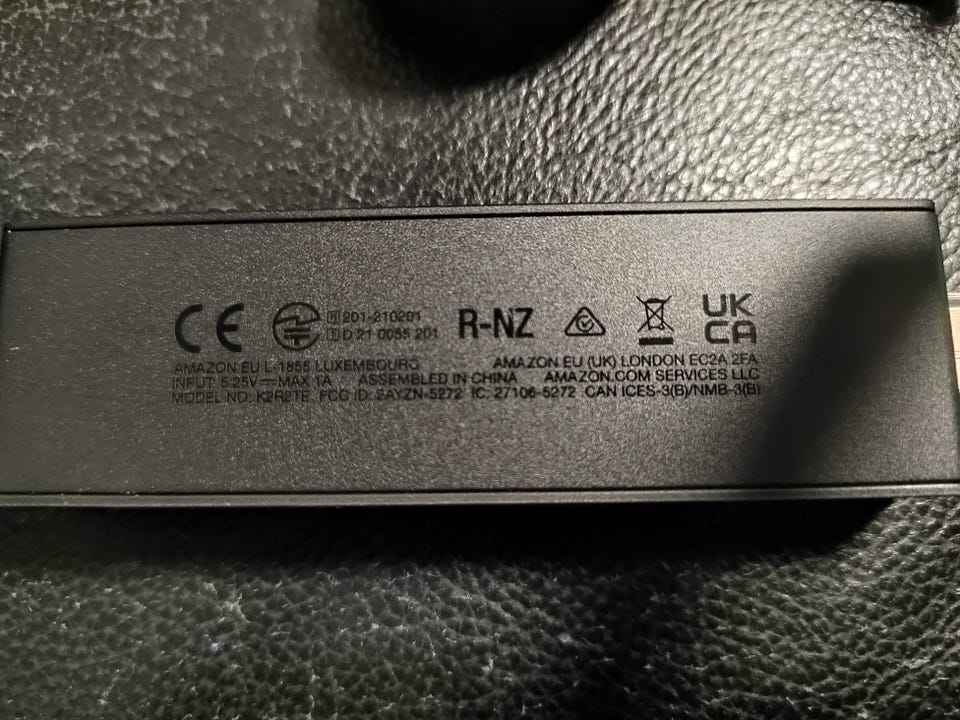 CE R 201-210201 R-NZ UK
T D 21 0055 201 CA
AMAZON EU L-1855 LUXEMBOURG AMAZON EU (UK) LONDON EC2A 2FA
INPUT: 5.25V⎓MAX 1A ASSEMBLED IN CHINA AMAZON.COM SERVICES LLC
MODEL NO: K2R2TE FCC ID: 2AYZN-5272 IC: 27106-5272 CAN ICES-3(B)/NMB-3(B)